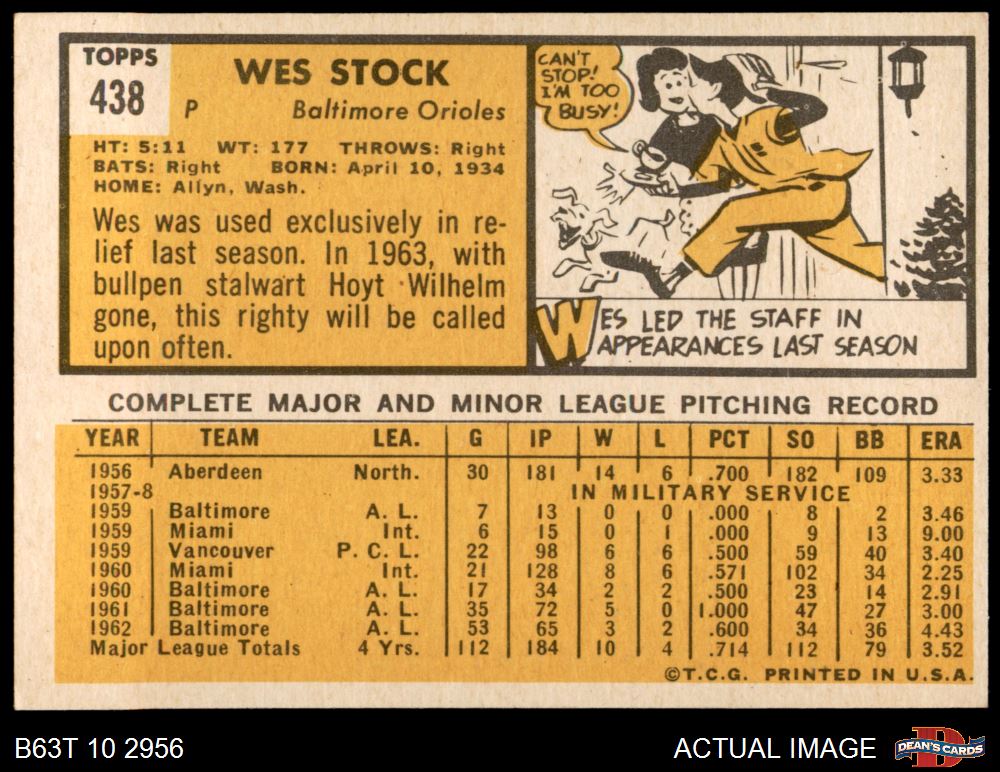 TOPPS
438
WES STOCK
P Baltimore Orioles
HT: 5:11 WT: 177 THROWS: Right
BATS: Right BORN: April 10, 1934
HOME: Allyn, Wash.
Wes was used exclusively in re-
lief last season. In 1963, with
bullpen stalwart Hoyt Wilhelm
gone, this righty will be called
upon often.
CAN'T
STOP!
I'M TOO
BUSY!
WES LED THE STAFF IN
APPEARANCES LAST SEASON
COMPLETE MAJOR AND MINOR LEAGUE PITCHING RECORD
YEAR TEAM LEA. G IP W L PCT SO BB ERA
1956 Aberdeen North. 30 181 14 6 .700 182 109 3.33
1957-8 IN MILITARY SERVICE
1959 Baltimore A. L. 7 13 0 0 .000 8 2 3.46
1959 Miami Int. 6 15 0 1 .000 9 13 9.00
1959 Vancouver P. C. L. 22 98 6 6 .500 59 40 3.40
1960 Miami Int. 21 128 8 6 .571 102 34 2.25
1960 Baltimore A. L. 17 34 2 2 .500 23 14 2.91
1961 Baltimore A. L. 35 72 5 0 1.000 47 27 3.00
1962 Baltimore A. L. 53 65 3 2 .600 34 36 4.43
Major League Totals 4 Yrs. 112 184 10 4 .714 112 79 3.52
©T.C.G. PRINTED IN U.S.A.
B63T 10 2956
ACTUAL IMAGE
DEAN'S CARDS